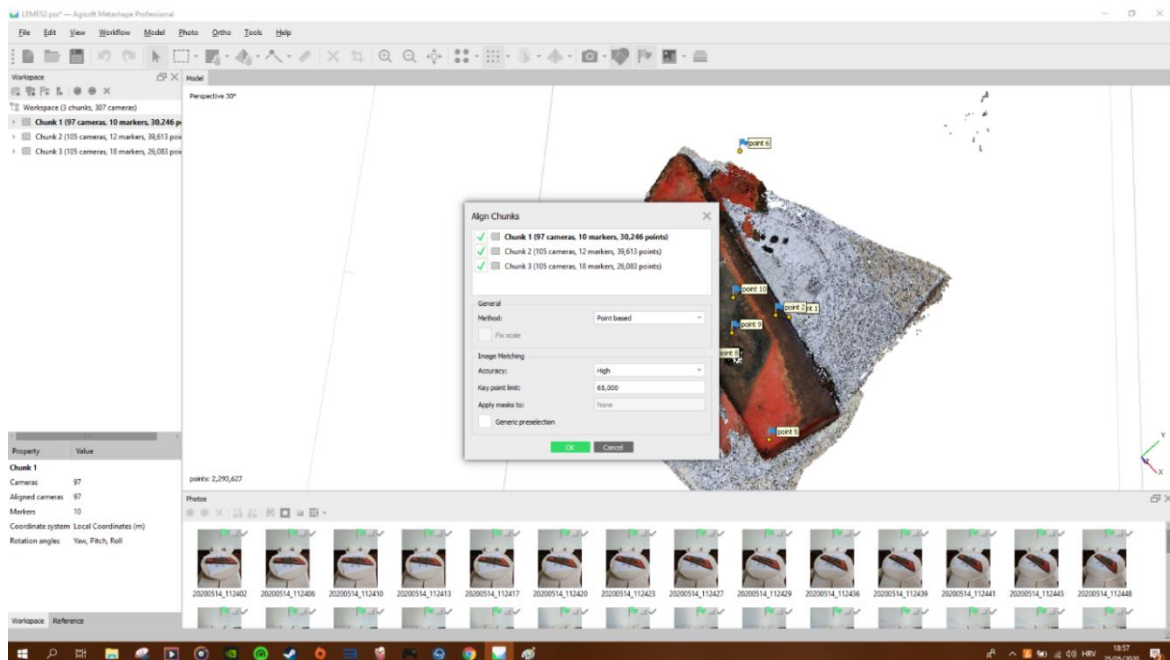 LEMES2.psx* — Agisoft Metashape Professional
File Edit View Workflow Model Photo Ortho Tools Help
Workspace
Workspace (3 chunks, 307 cameras)
Chunk 1 (97 cameras, 10 markers, 30,246 p
Chunk 2 (105 cameras, 12 markers, 39,613 poi
Chunk 3 (105 cameras, 18 markers, 26,083 poi
Model
Perspective 30°
point 6
point 10
point 2
nt 1
point 9
point 8
point 5
Align Chunks
Chunk 1 (97 cameras, 10 markers, 30,246 points)
Chunk 2 (105 cameras, 12 markers, 39,613 points)
Chunk 3 (105 cameras, 18 markers, 26,083 points)
General
Method: Point based
Fix scale
Image Matching
Accuracy: High
Key point limit: 65,000
Apply masks to: None
Generic preselection
OK Cancel
Y
X
points: 2,293,627
Property Value
Chunk 1
Cameras 97
Aligned cameras 97
Markers 10
Coordinate system Local Coordinates (m)
Rotation angles Yaw, Pitch, Roll
Workspace Reference
Photos
20200514_112402 20200514_112406 20200514_112410 20200514_112413 20200514_112417 20200514_112420 20200514_112423 20200514_112427 20200514_112429 20200514_112436 20200514_112439 20200514_112441 20200514_112445 20200514_112448
HRV
18:57
25/05/2020